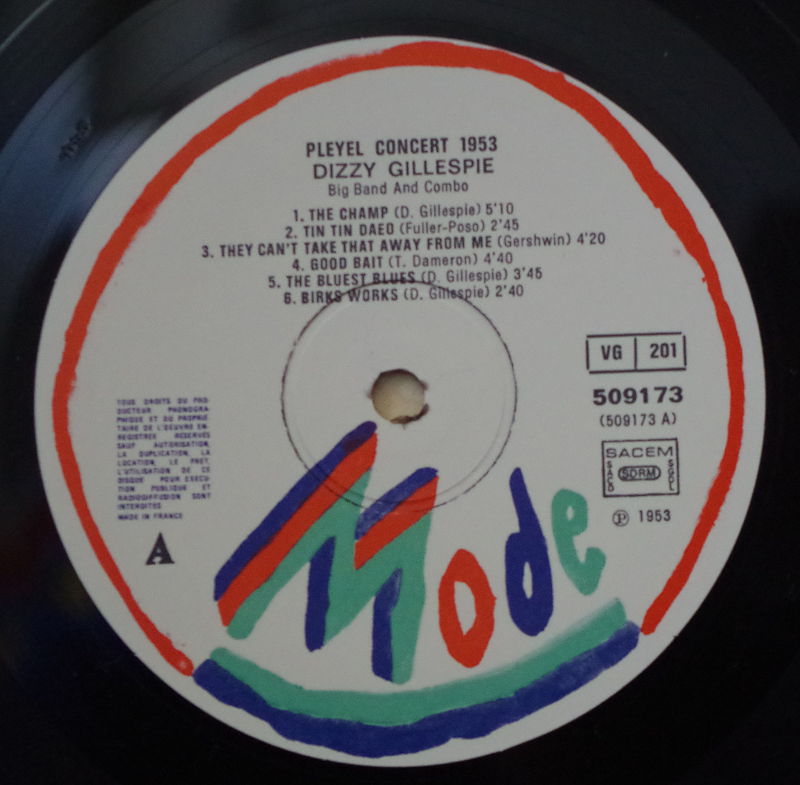 PLEYEL CONCERT 1953
DIZZY GILLESPIE
Big Band And Combo
1. THE CHAMP (D. Gillespie) 5'10
2. TIN TIN DAEO (Fuller-Poso) 2'45
3. THEY CAN'T TAKE THAT AWAY FROM ME (Gershwin) 4'20
4. GOOD BAIT (T. Dameron) 4'40
5. THE BLUEST BLUES (D. Gillespie) 3'45
6. BIRKS WORKS (D. Gillespie) 2'40
VG 201
509173
(509173 A)
SACEM
SACD SDRM SGDL
Ⓟ 1953
TOUS DROITS DU PRO-
DUCTEUR PHONOGRA-
PHIQUE ET DU PROPRIE-
TAIRE DE L'OEUVRE EN-
REGISTREE RESERVES
SAUF AUTORISATION,
LA DUPLICATION, LA
LOCATION, LE PRET,
L'UTILISATION DE CE
DISQUE POUR EXECU-
TION PUBLIQUE ET
RADIODIFFUSION SONT
INTERDITES
MADE IN FRANCE
A
Mode